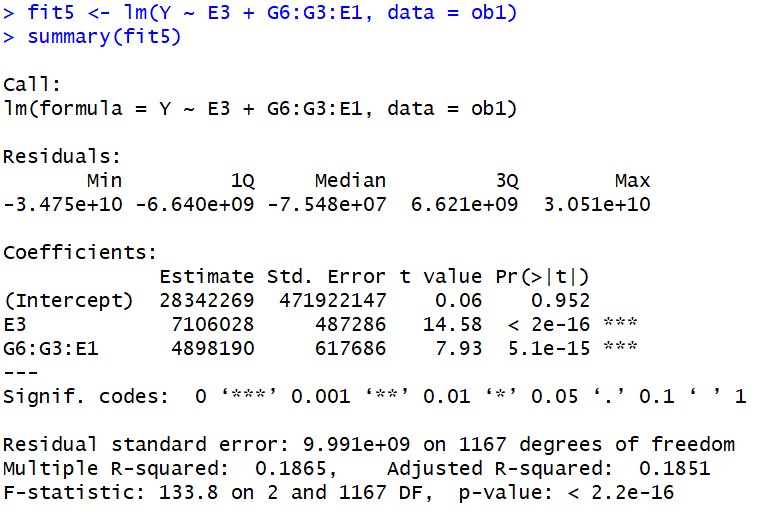 > fit5 <- lm(Y ~ E3 + G6:G3:E1, data = ob1)
> summary(fit5)
Call:
lm(formula = Y ~ E3 + G6:G3:E1, data = ob1)
Residuals:
       Min         1Q     Median         3Q        Max
-3.475e+10 -6.640e+09 -7.548e+07  6.621e+09  3.051e+10
Coefficients:
             Estimate Std. Error t value Pr(>|t|)
(Intercept)  28342269  471922147    0.06    0.952
E3            7106028     487286   14.58  < 2e-16 ***
G6:G3:E1      4898190     617686    7.93  5.1e-15 ***
---
Signif. codes:  0 ‘***’ 0.001 ‘**’ 0.01 ‘*’ 0.05 ‘.’ 0.1 ‘ ’ 1
Residual standard error: 9.991e+09 on 1167 degrees of freedom
Multiple R-squared:  0.1865,    Adjusted R-squared:  0.1851
F-statistic: 133.8 on 2 and 1167 DF,  p-value: < 2.2e-16